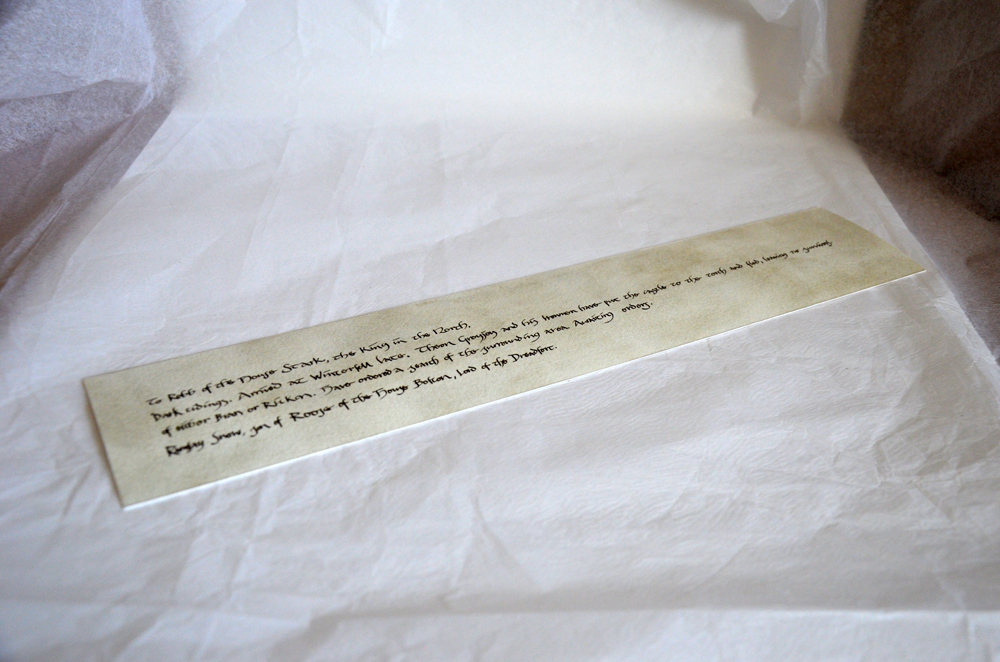 To Robb of the House Stark, the King in the North,
Dark tidings. Arrived at Winterfell late. Theon Greyjoy and his Ironmen have put the castle to the torch and fled, leaving no survivors
of either Bran or Rickon. Have ordered a search of the surrounding area Awaiting orders.
Ramsay Snow, son of Roose of the House Bolton, Lord of the Dreadfort.